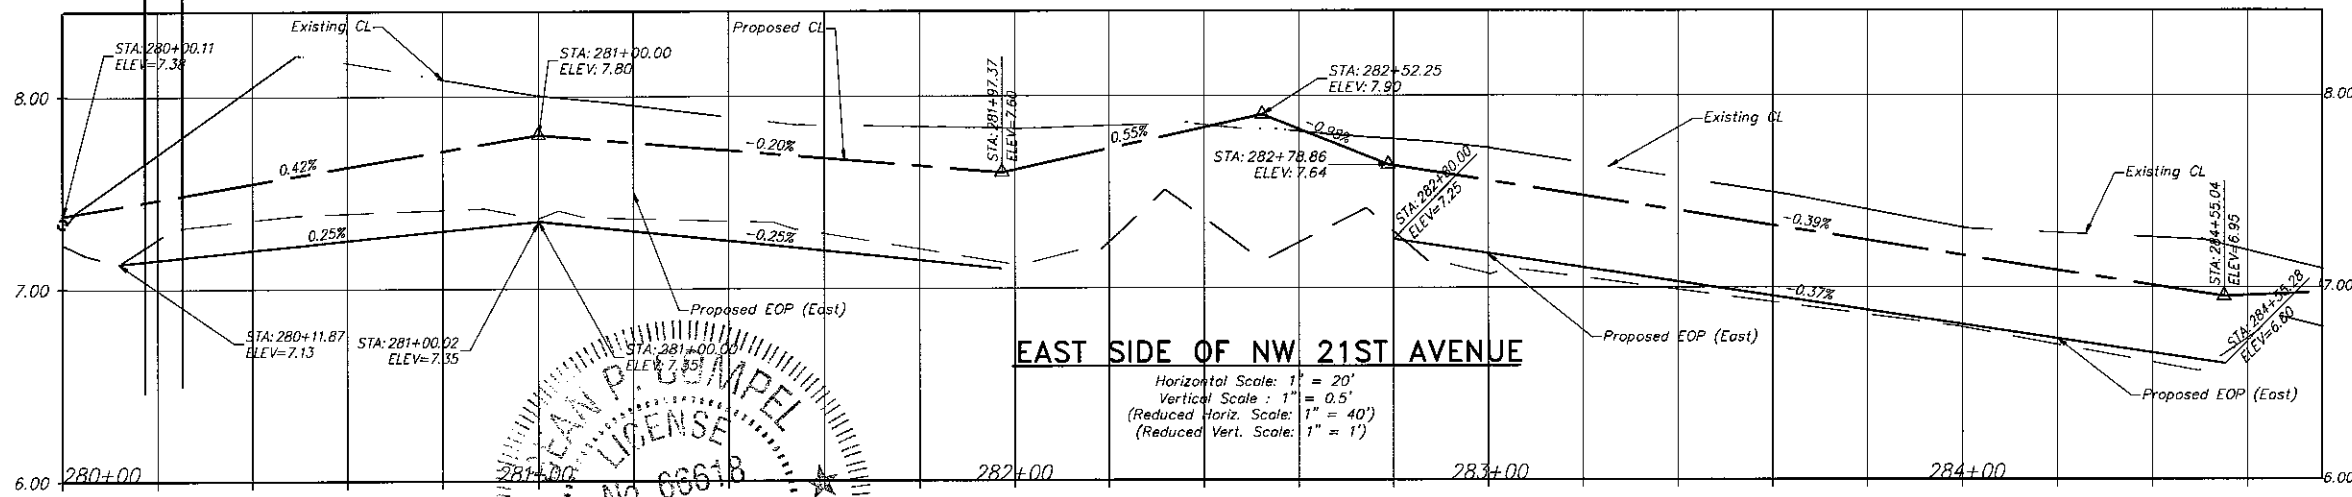 Existing CL
Proposed CL
STA: 280+00.11
ELEV=7.38
STA: 281+00.00
ELEV: 7.80
STA: 281+97.37
ELEV=7.60
STA: 282+52.25
ELEV: 7.90
8.00
8.00
Existing CL
0.42%
-0.20%
0.55%
-0.98%
STA: 282+78.86
ELEV: 7.64
STA: 282+80.00
ELEV=7.25
Existing CL
0.25%
-0.25%
-0.39%
STA: 284+55.04
ELEV=6.95
7.00
7.00
-0.37%
STA: 284+55.28
ELEV=6.60
Proposed EOP (East)
STA: 280+11.87
ELEV=7.13
STA: 281+00.02
ELEV=7.35
STA: 281+00.00
ELEV: 7.35
Proposed EOP (East)
Proposed EOP (East)
EAST SIDE OF NW 21ST AVENUE
Horizontal Scale: 1" = 20'
Vertical Scale : 1" = 0.5'
(Reduced Horiz. Scale: 1" = 40')
(Reduced Vert. Scale: 1" = 1')
LICENSE
No. 66618
6.00
280+00
281+00
282+00
283+00
284+00
6.00